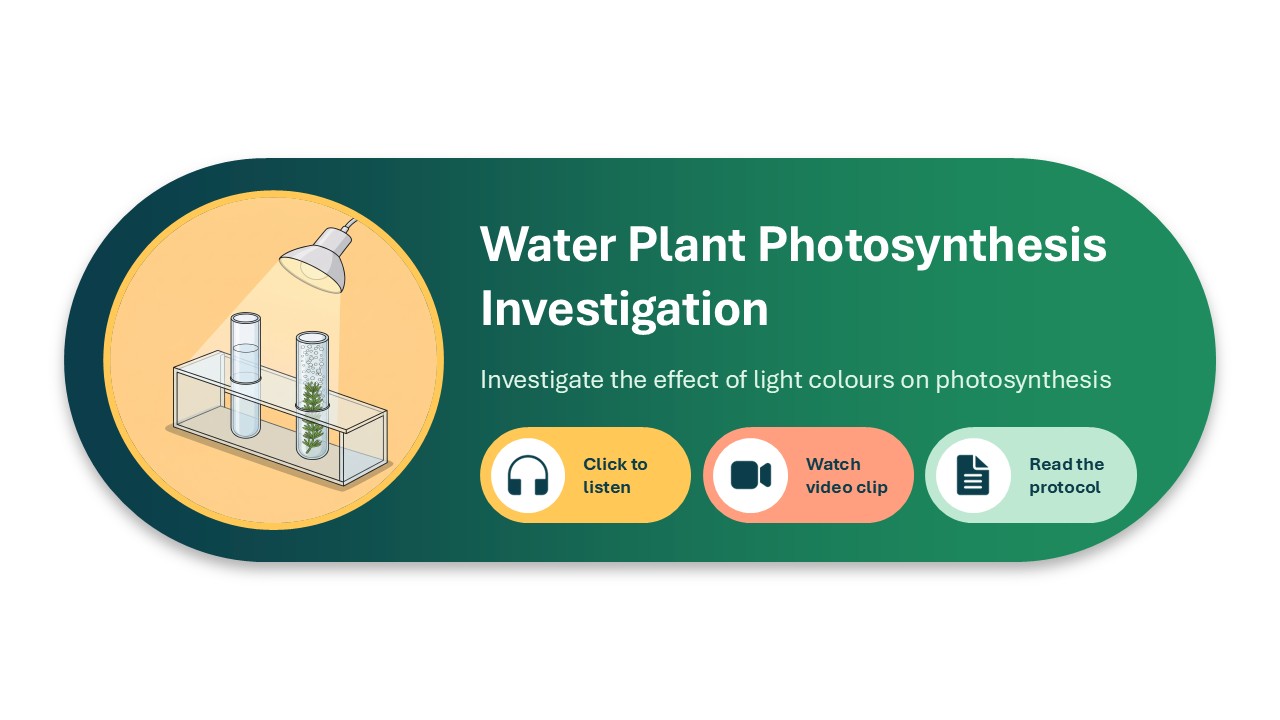 Water Plant Photosynthesis
Investigation
Investigate the effect of light colours on photosynthesis
Click to
listen
Watch
video clip
Read the
protocol